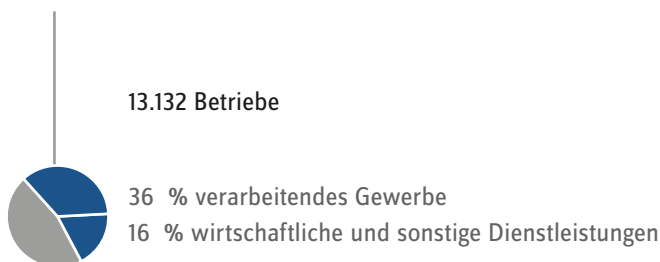 13.132 Betriebe
36 % verarbeitendes Gewerbe
16 % wirtschaftliche und sonstige Dienstleistungen